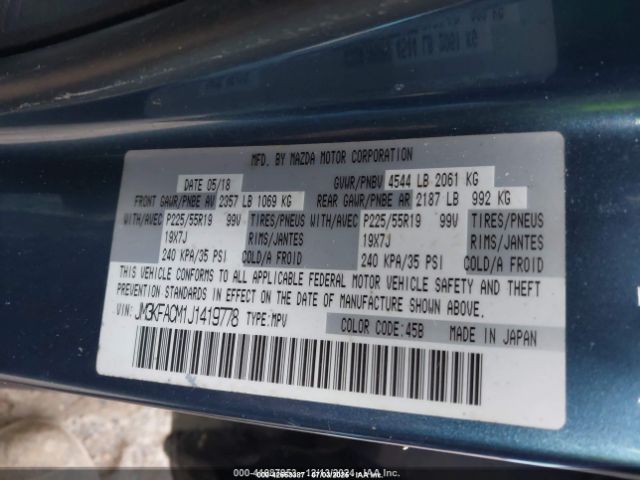 MFD. BY MAZDA MOTOR CORPORATION
DATE 05/18 GVWR/PNBV 4544 LB 2061 KG
FRONT GAWR/PNBE AV 2357 LB 1069 KG REAR GAWR/PNBE AR 2187 LB 992 KG
WITH/AVEC P225/55R19 99V TIRES/PNEUS WITH/AVEC P225/55R19 99V TIRES/PNEUS
19X7J RIMS/JANTES 19X7J RIMS/JANTES
240 KPA/35 PSI COLD/A FROID 240 KPA/35 PSI COLD/A FROID
THIS VEHICLE CONFORMS TO ALL APPLICABLE FEDERAL MOTOR VEHICLE SAFETY AND THEFT
PREVENTION STANDARDS IN EFFECT ON THE DATE OF MANUFACTURE SHOWN ABOVE.
VIN: JM3KFACM1J1419778 TYPE: MPV
COLOR CODE: 45B MADE IN JAPAN